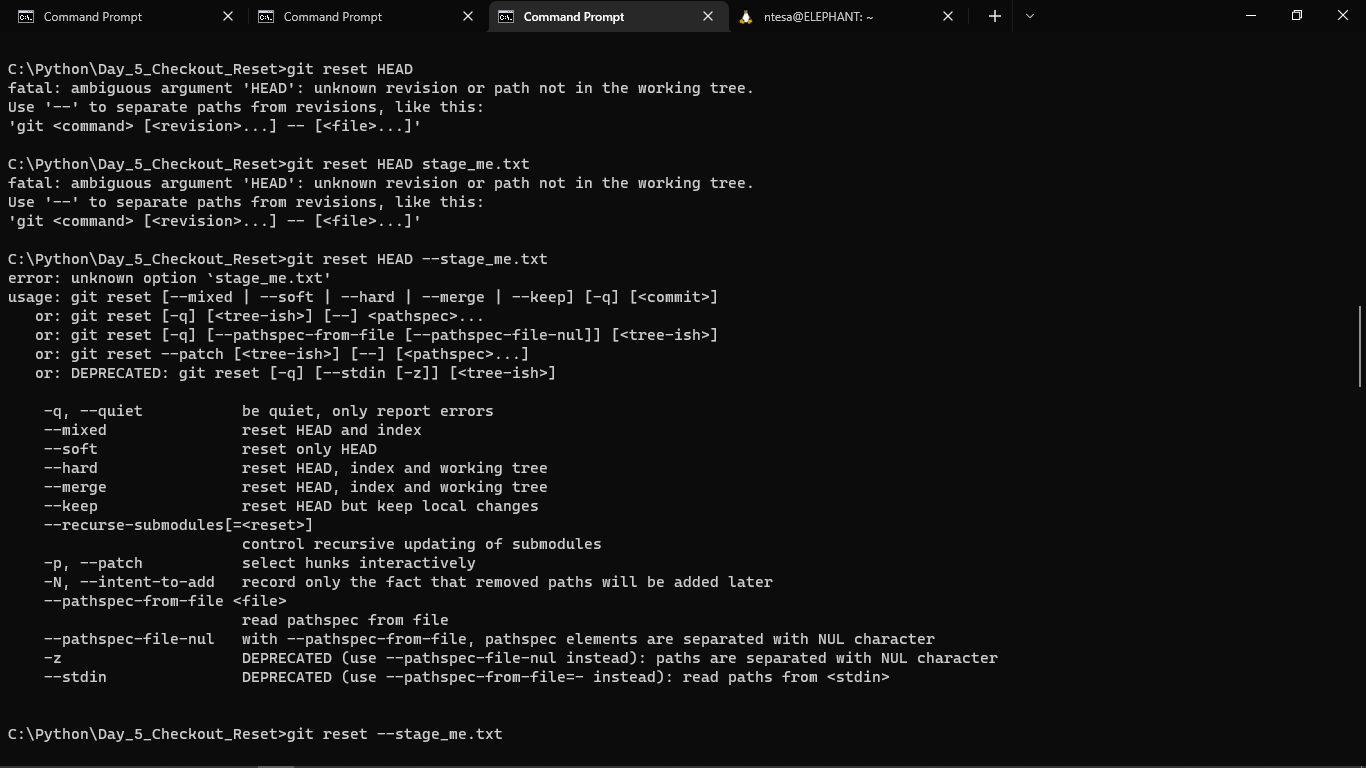 Command Prompt
Command Prompt
Command Prompt
ntesa@ELEPHANT: ~
C:\Python\Day_5_Checkout_Reset>git reset HEAD
fatal: ambiguous argument 'HEAD': unknown revision or path not in the working tree.
Use '--' to separate paths from revisions, like this:
'git <command> [<revision>...] -- [<file>...]'
C:\Python\Day_5_Checkout_Reset>git reset HEAD stage_me.txt
fatal: ambiguous argument 'HEAD': unknown revision or path not in the working tree.
Use '--' to separate paths from revisions, like this:
'git <command> [<revision>...] -- [<file>...]'
C:\Python\Day_5_Checkout_Reset>git reset HEAD --stage_me.txt
error: unknown option `stage_me.txt'
usage: git reset [--mixed | --soft | --hard | --merge | --keep] [-q] [<commit>]
   or: git reset [-q] [<tree-ish>] [--] <pathspec>...
   or: git reset [-q] [--pathspec-from-file [--pathspec-file-nul]] [<tree-ish>]
   or: git reset --patch [<tree-ish>] [--] [<pathspec>...]
   or: DEPRECATED: git reset [-q] [--stdin [-z]] [<tree-ish>]
    -q, --quiet           be quiet, only report errors
    --mixed               reset HEAD and index
    --soft                reset only HEAD
    --hard                reset HEAD, index and working tree
    --merge               reset HEAD, index and working tree
    --keep                reset HEAD but keep local changes
    --recurse-submodules[=<reset>]
                          control recursive updating of submodules
    -p, --patch           select hunks interactively
    -N, --intent-to-add   record only the fact that removed paths will be added later
    --pathspec-from-file <file>
                          read pathspec from file
    --pathspec-file-nul   with --pathspec-from-file, pathspec elements are separated with NUL character
    -z                    DEPRECATED (use --pathspec-file-nul instead): paths are separated with NUL character
    --stdin               DEPRECATED (use --pathspec-from-file=- instead): read paths from <stdin>
C:\Python\Day_5_Checkout_Reset>git reset --stage_me.txt